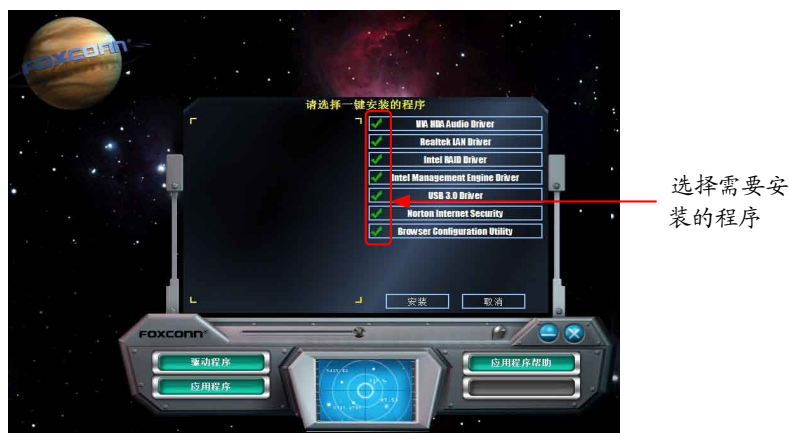 FOXCONN
请选择一键安装的程序
VIA HDA Audio Driver
Realtek LAN Driver
Intel RAID Driver
Intel Management Engine Driver
USB 3.0 Driver
Norton Internet Security
Browser Configuration Utility
选择需要安
装的程序
安装
取消
FOXCONN
驱动程序
应用程序
应用程序帮助